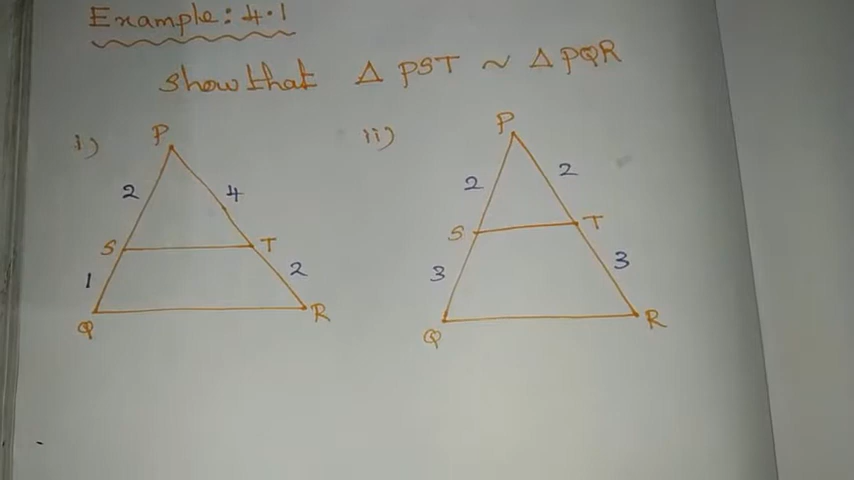 Example: 4.1
Show that Δ PST ~ Δ PQR
i)
P
2
4
S
T
1
2
Q
R
ii)
P
2
2
S
T
3
3
Q
R